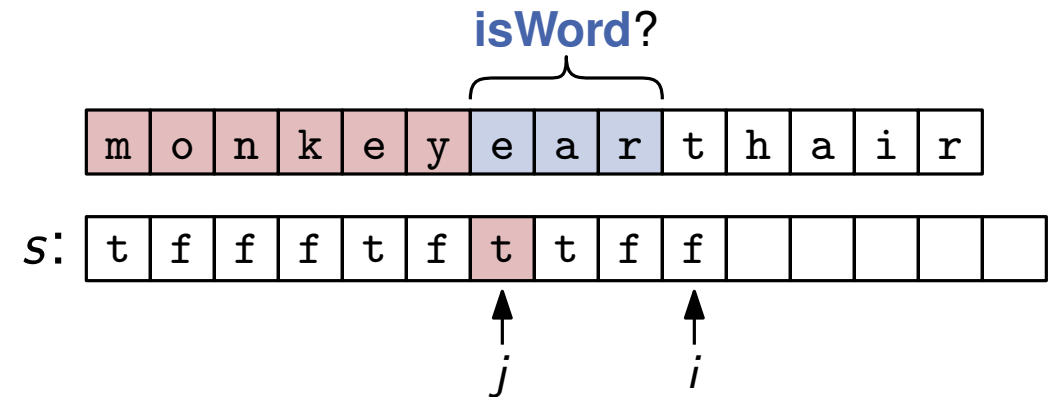 isWord?
m o n k e y e a r t h a i r
s: t f f f t f t t f f
j i